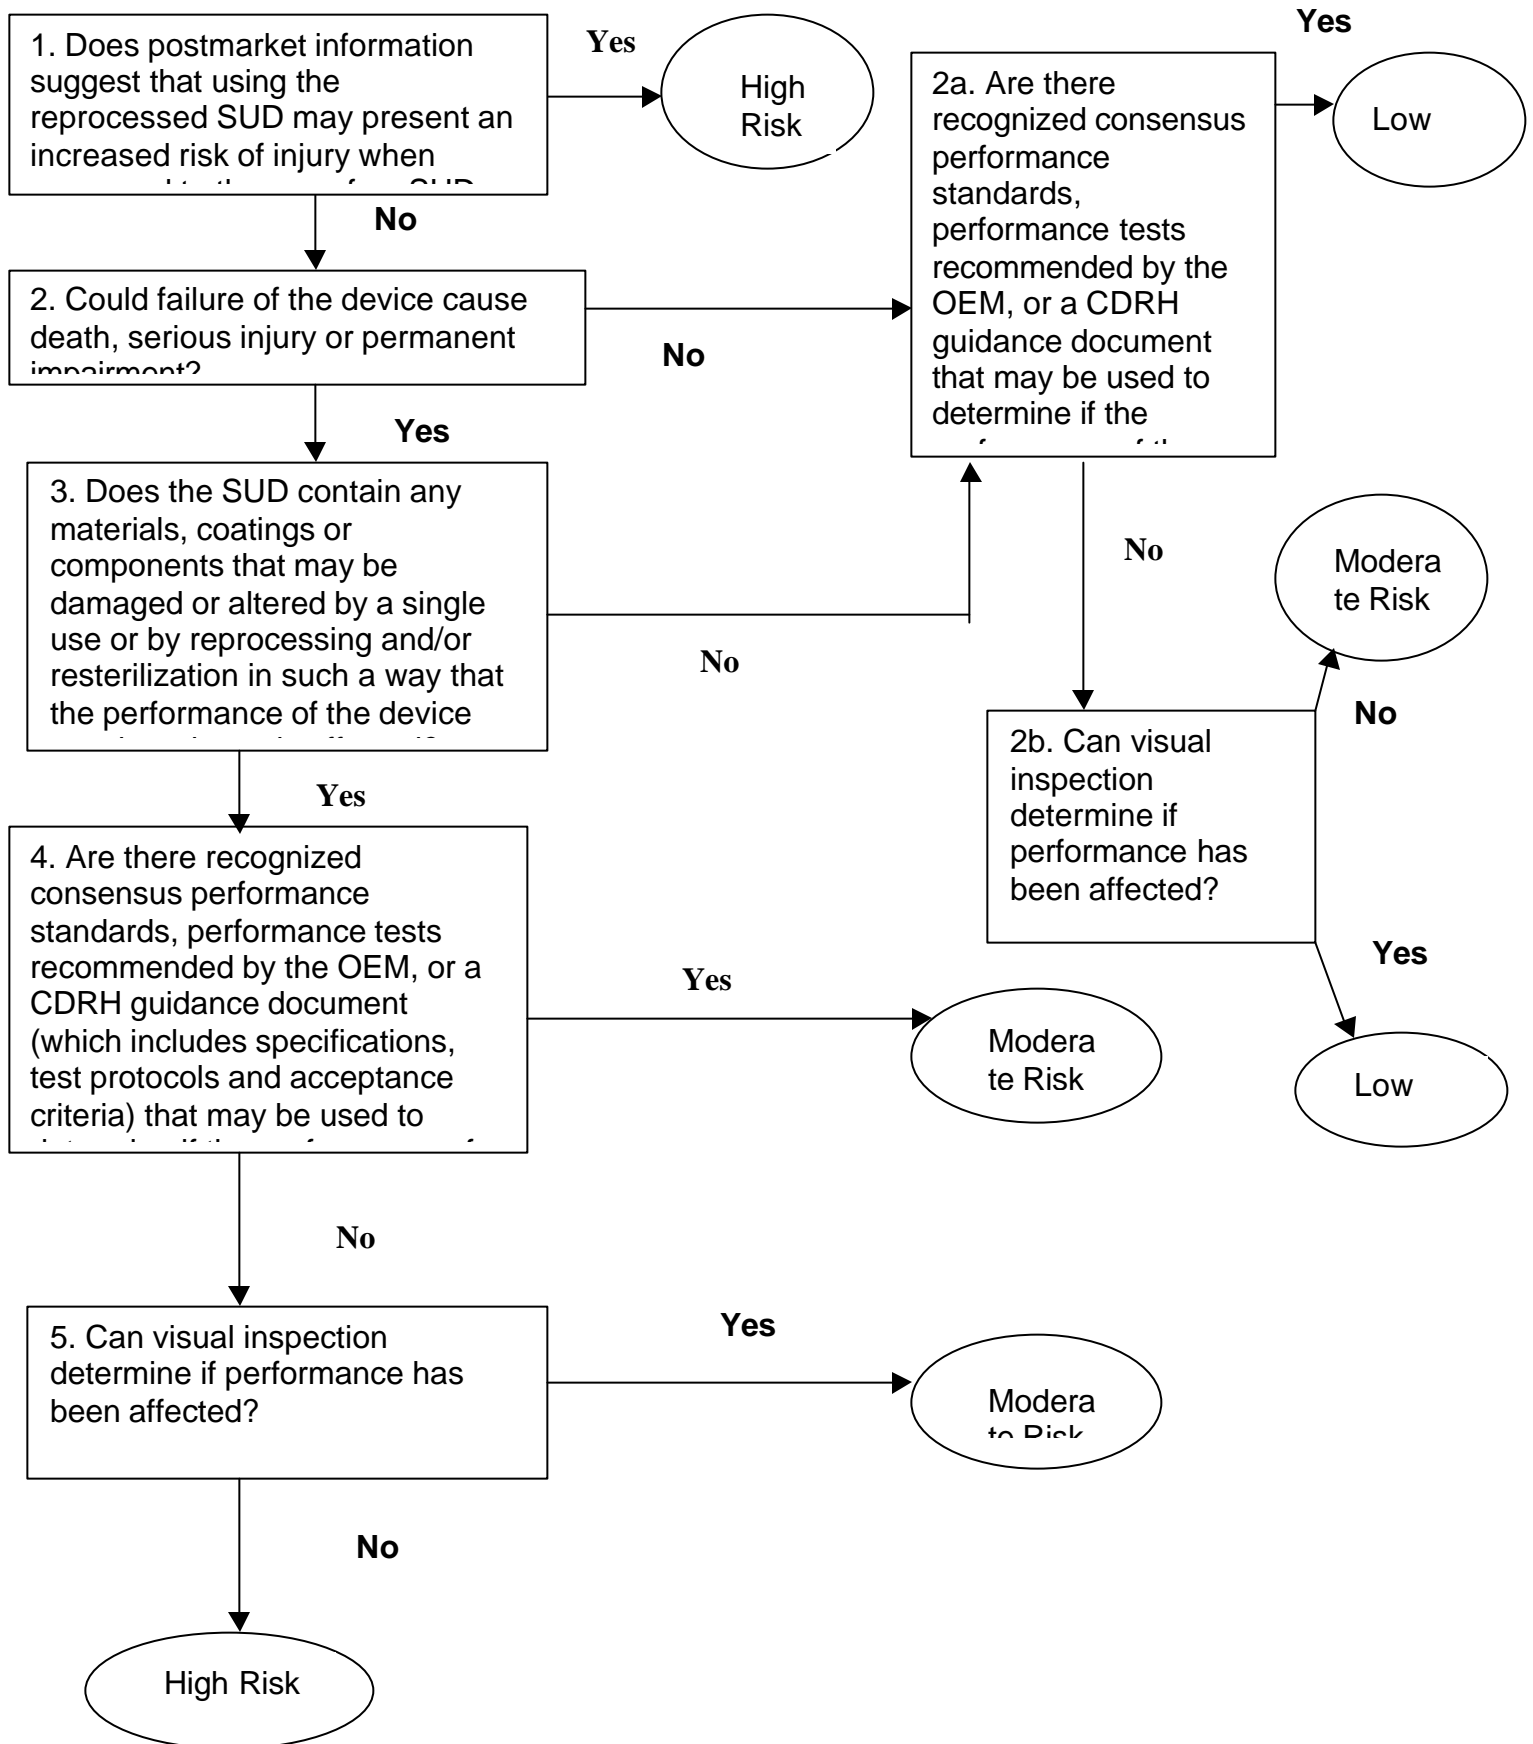 1. Does postmarket information
suggest that using the
reprocessed SUD may present an
increased risk of injury when
Yes
High
Risk
No
2. Could failure of the device cause
death, serious injury or permanent
impairment?
No
2a. Are there
recognized consensus
performance
standards,
performance tests
recommended by the
OEM, or a CDRH
guidance document
that may be used to
determine if the
Yes
Low
Yes
3. Does the SUD contain any
materials, coatings or
components that may be
damaged or altered by a single
use or by reprocessing and/or
resterilization in such a way that
the performance of the device
No
No
Modera
te Risk
No
2b. Can visual
inspection
determine if
performance has
been affected?
Yes
Low
Yes
4. Are there recognized
consensus performance
standards, performance tests
recommended by the OEM, or a
CDRH guidance document
(which includes specifications,
test protocols and acceptance
criteria) that may be used to
Yes
Modera
te Risk
No
5. Can visual inspection
determine if performance has
been affected?
Yes
Modera
te Risk
No
High Risk